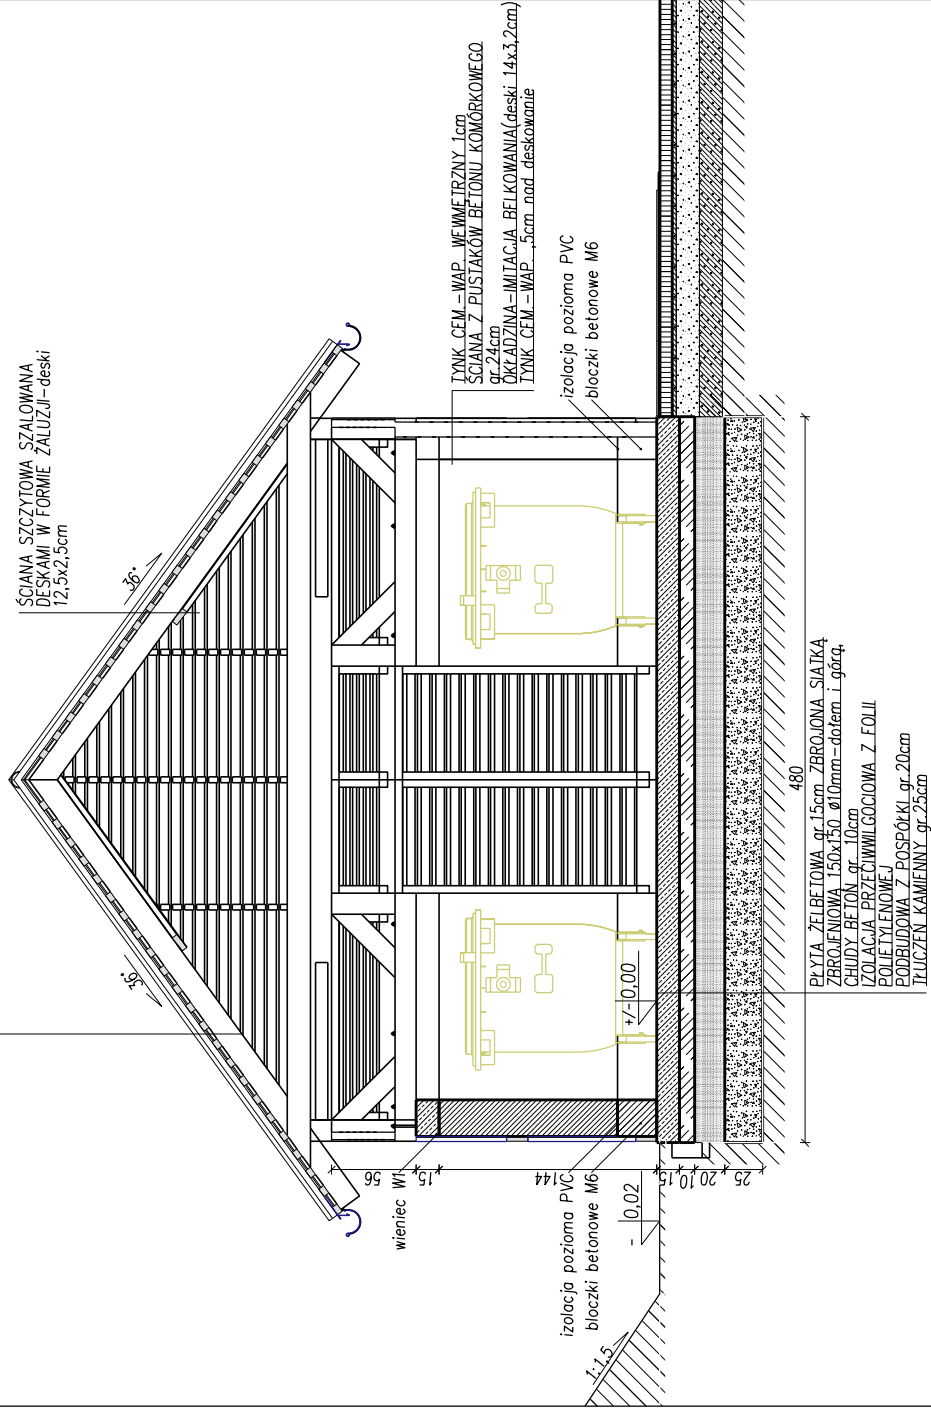 ŚCIANA SZCZYTOWA SZALOWANA
DESKAMI W FORMIE ŻALUZJI-deski
12,5x2,5cm
36°
36°
TYNK CEM.-WAP. WEWNĘTRZNY 1cm
ŚCIANA Z PUSTAKÓW BETONU KOMÓRKOWEGO
gr.24cm
OKŁADZINA-IMITACJA BELKOWANIA(deski 14x3,2cm)
TYNK CEM.-WAP. ,5cm nad deskowanie
izolacja pozioma PVC
bloczki betonowe M6
wieniec W1
izolacja pozioma PVC
bloczki betonowe M6
+/-0,00
- 0,02
1:1,5
56
15
144
15
10
20
25
480
PŁYTA ŻELBETOWA gr.15cm ZBROJONA SIATKĄ
ZBROJENIOWĄ 150x150 ø10mm-dołem i górą,
CHUDY BETON gr. 10cm
IZOLACJA PRZECIWWILGOCIOWA Z FOLII
POLIETYLENOWEJ
PODBUDOWA Z POSPÓŁKI gr.20cm
TŁUCZEŃ KAMIENNY gr.25cm